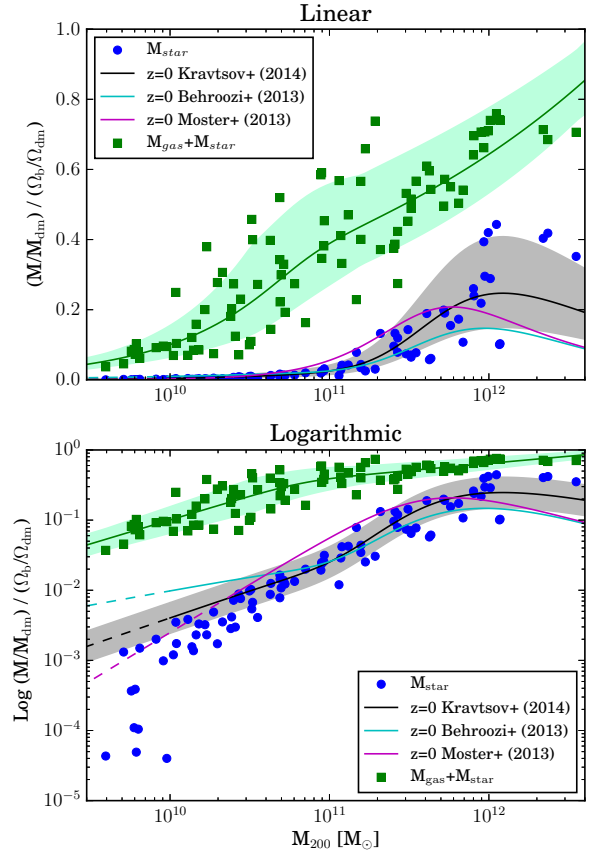 Linear
1.0
0.8
0.6
0.4
0.2
0.0
(M/M_dm) / (Ω_b/Ω_dm)
M_star
z=0 Kravtsov+ (2014)
z=0 Behroozi+ (2013)
z=0 Moster+ (2013)
M_gas+M_star
10^10
10^11
10^12
Logarithmic
10^0
10^-1
10^-2
10^-3
10^-4
10^-5
Log (M/M_dm) / (Ω_b/Ω_dm)
M_star
z=0 Kravtsov+ (2014)
z=0 Behroozi+ (2013)
z=0 Moster+ (2013)
M_gas+M_star
10^10
10^11
10^12
M_200 [M_⊙]